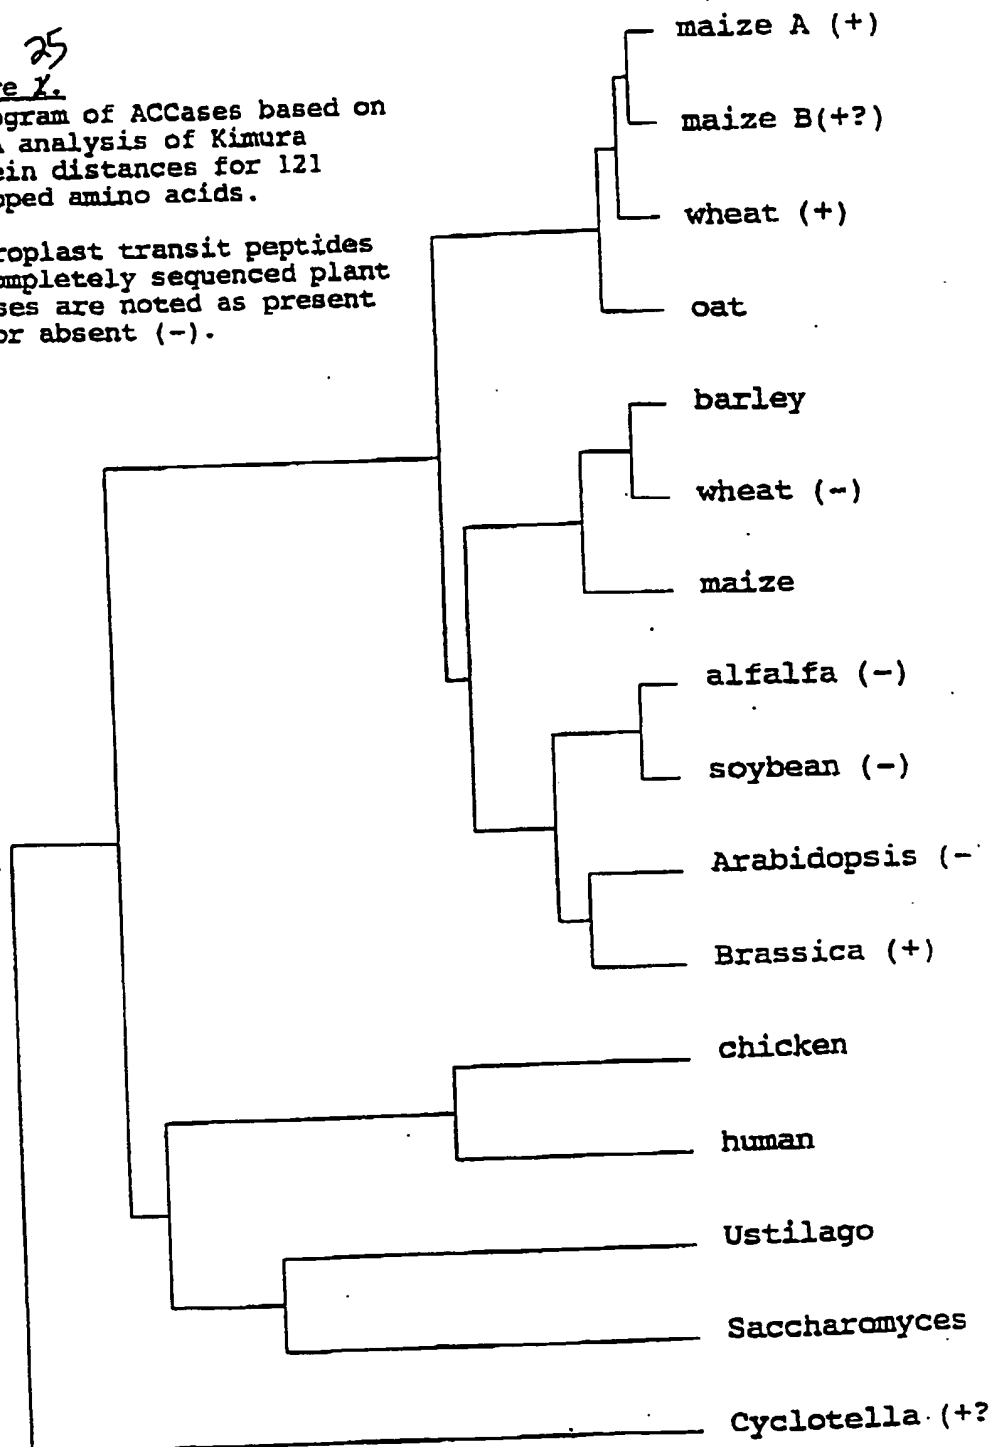 25
re 1.
ogram of ACCases based on
A analysis of Kimura
ein distances for 121
pped amino acids.
roplast transit peptides
ompletely sequenced plant
ses are noted as present
or absent (-).
maize A (+)
maize B(+?)
wheat (+)
oat
barley
wheat (-)
maize
alfalfa (-)
soybean (-)
Arabidopsis (-
Brassica (+)
chicken
human
Ustilago
Saccharomyces
Cyclotella (+?